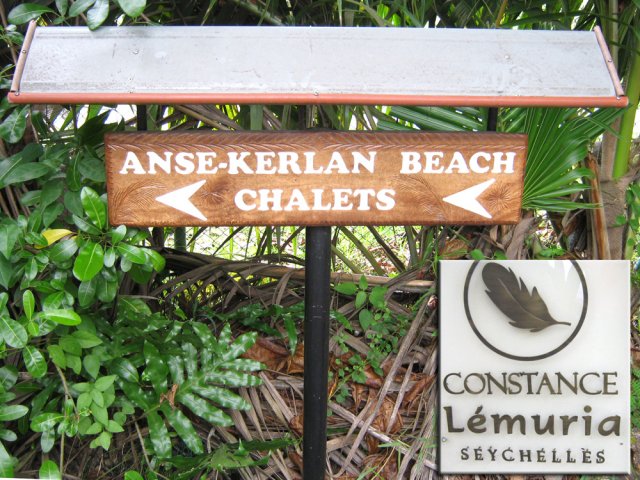 ANSE-KERLAN BEACH
CHALETS
CONSTANCE
Lémuria
SEYCHELLES